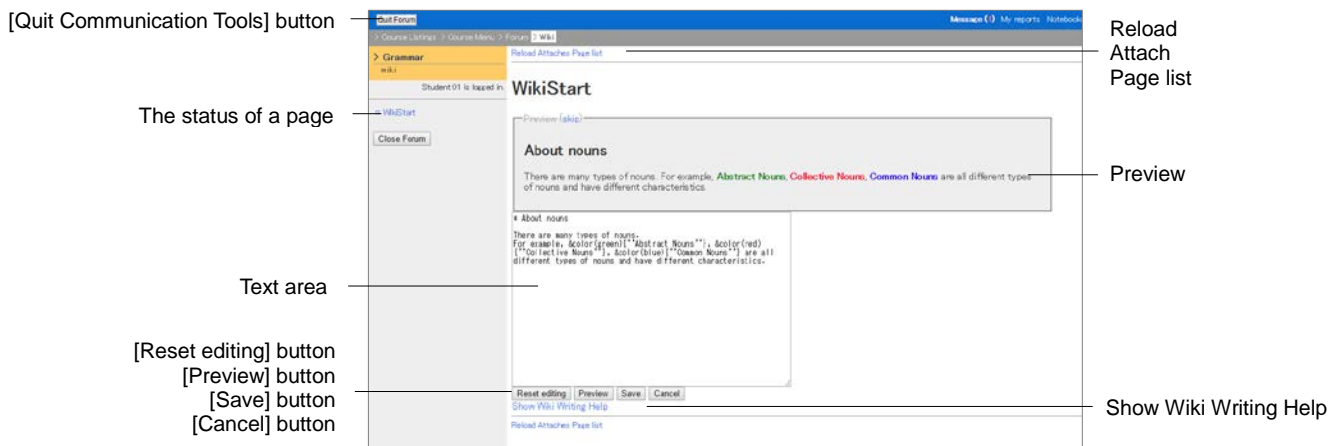 [Quit Communication Tools] button
Quit Forum
Message (0) My reports Notebook
> Course Listings > Course Menu > Forum > Wiki
Reload Attaches Page list
Reload
Attach
Page list
> Grammar
wiki
Student01 is logged in.
WikiStart
The status of a page
WikiStart
Close Forum
Preview (skip)
About nouns
There are many types of nouns. For example, Abstract Nouns, Collective Nouns, Common Nouns are all different types
of nouns and have different characteristics.
Preview
* About nouns
There are many types of nouns.
For example, &color(green){''Abstract Nouns''}, &color(red)
{''Collective Nouns''}, &color(blue){''Common Nouns''} are all
different types of nouns and have different characteristics.
Text area
[Reset editing] button
[Preview] button
[Save] button
[Cancel] button
Reset editing Preview Save Cancel
Show Wiki Writing Help
Show Wiki Writing Help
Reload Attaches Page list